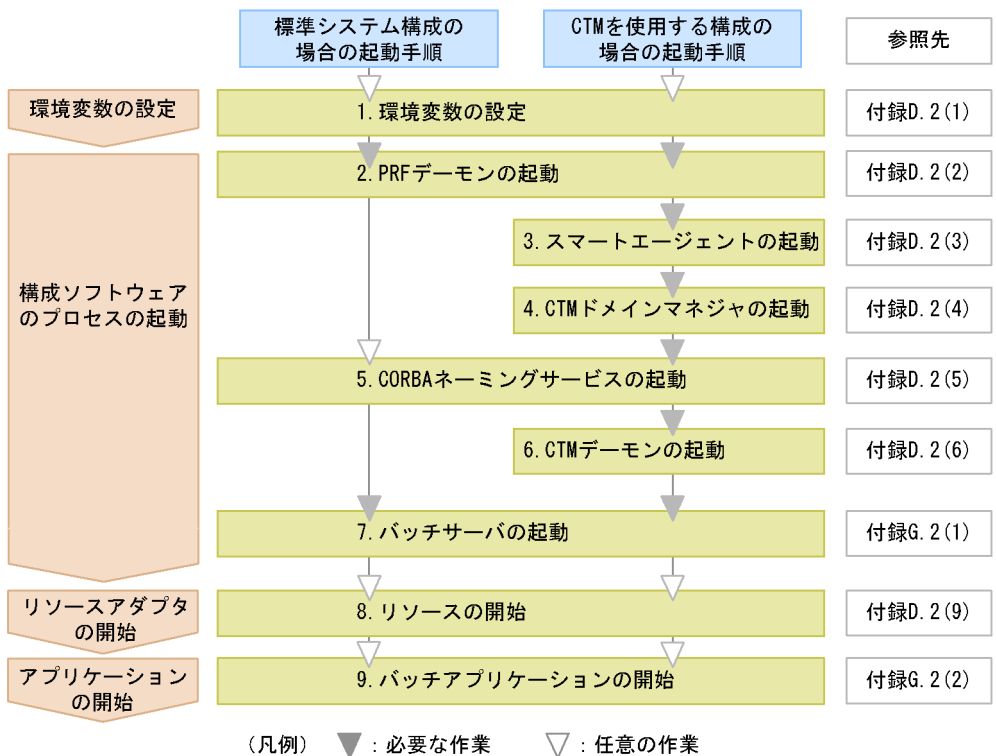 標準システム構成の
場合の起動手順
CTMを使用する構成の
場合の起動手順
参照先
環境変数の設定
1.環境変数の設定
付録D.2(1)
2.PRFデーモンの起動
付録D.2(2)
3.スマートエージェントの起動
付録D.2(3)
構成ソフトウェア
のプロセスの起動
4.CTMドメインマネジャの起動
付録D.2(4)
5.CORBAネーミングサービスの起動
付録D.2(5)
6.CTMデーモンの起動
付録D.2(6)
7.バッチサーバの起動
付録G.2(1)
リソースアダプタ
の開始
8.リソースの開始
付録D.2(9)
アプリケーション
の開始
9.バッチアプリケーションの開始
付録G.2(2)
(凡例) ▼:必要な作業 ▽:任意の作業